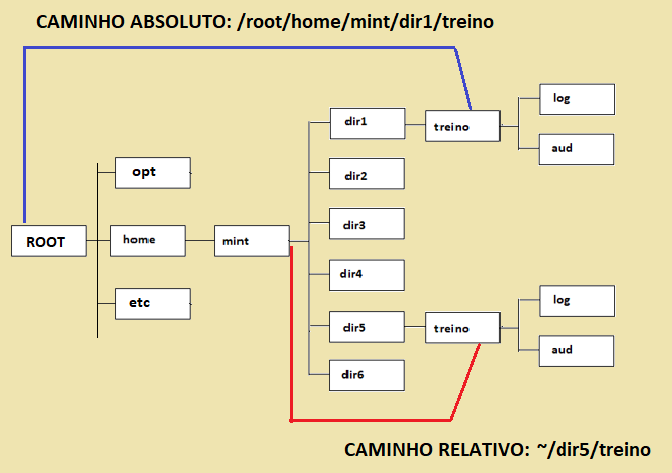 CAMINHO ABSOLUTO: /root/home/mint/dir1/treino
log
dir1
treino
aud
opt
dir2
ROOT
home
mint
dir3
dir4
etc
log
dir5
treino
aud
dir6
CAMINHO RELATIVO: ~/dir5/treino